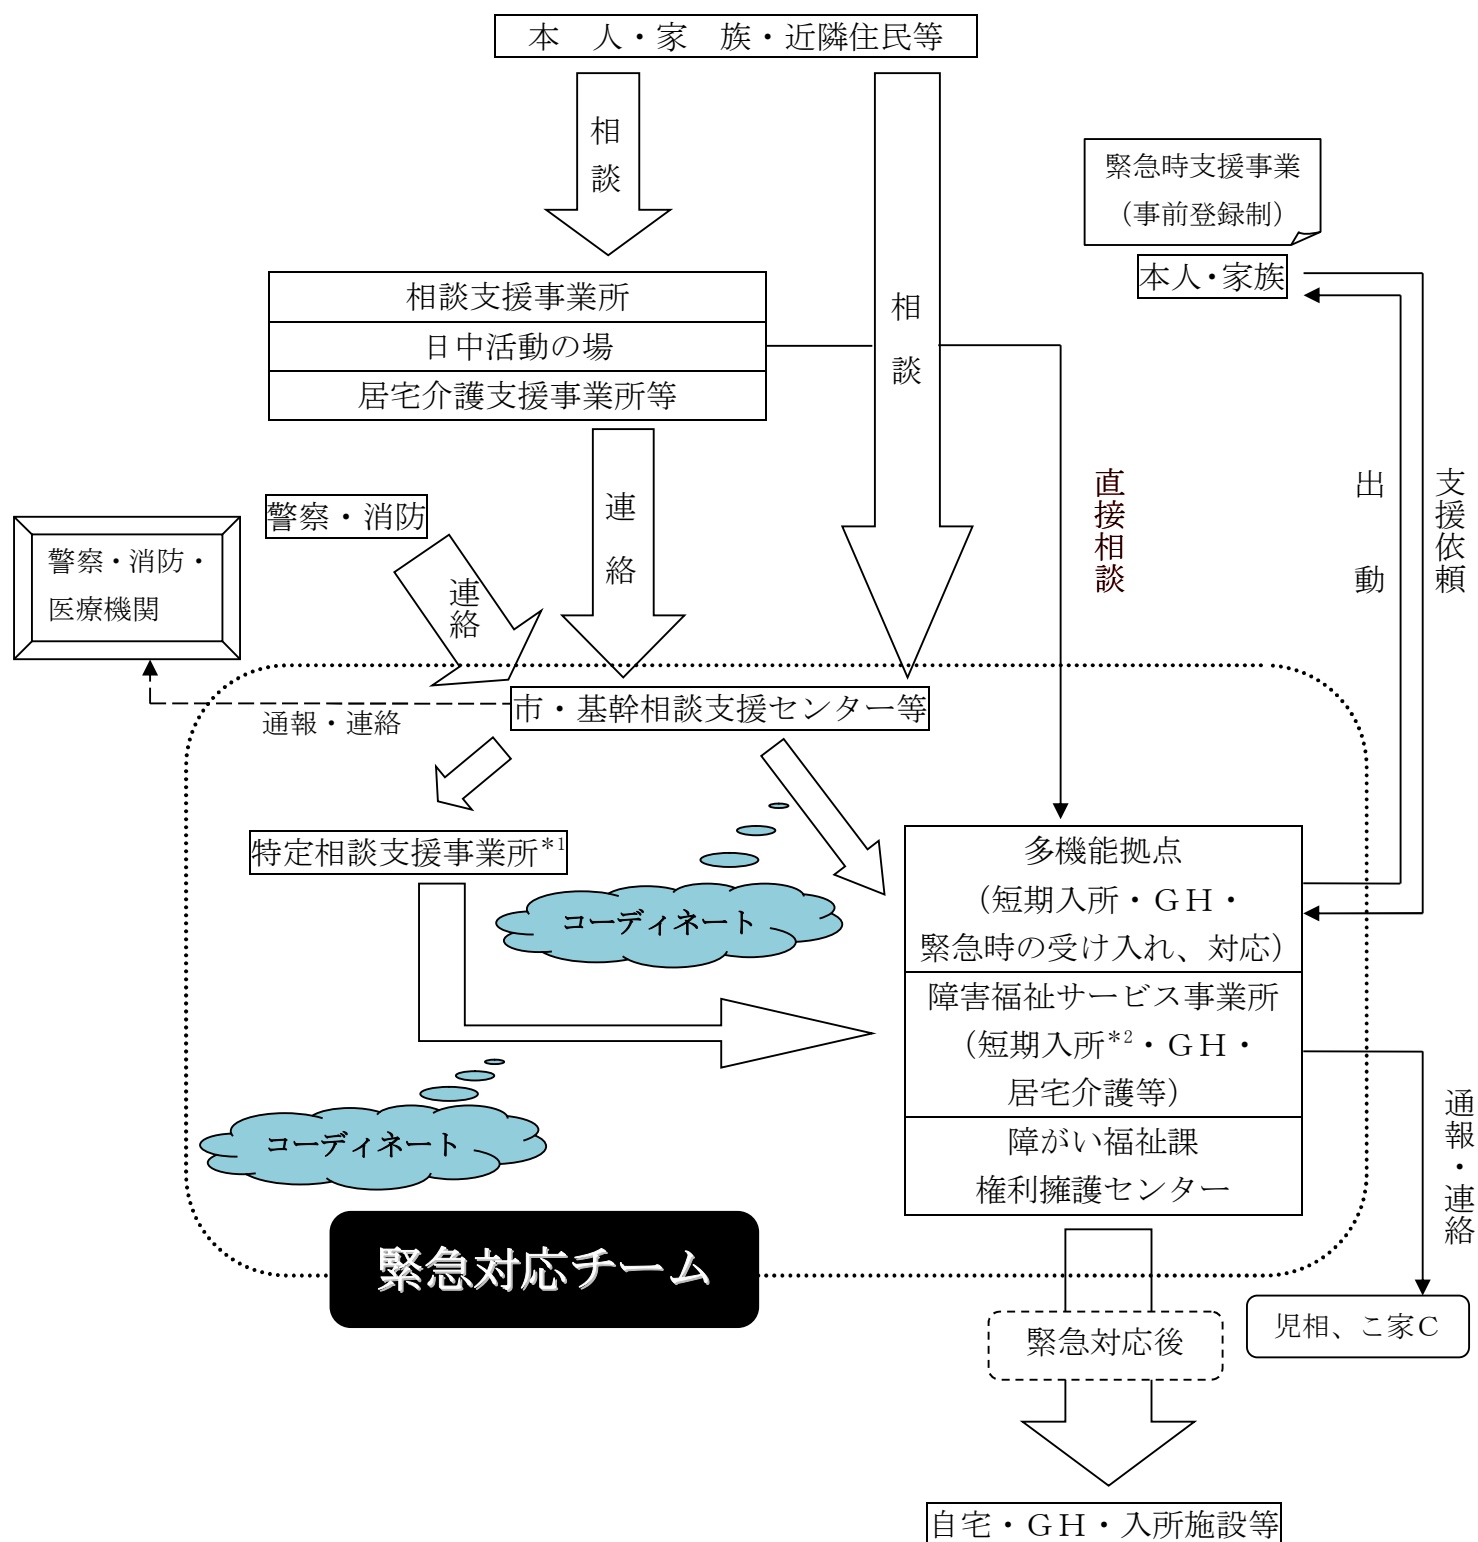 本　人・家　族・近隣住民等
相談
相談
緊急時支援事業
（事前登録制）
本人・家族
相談支援事業所
日中活動の場
居宅介護支援事業所等
直接相談
出　動
支援依頼
警察・消防
連絡
連絡
警察・消防・
医療機関
市・基幹相談支援センター等
通報・連絡
特定相談支援事業所*1
コーディネート
多機能拠点
（短期入所・ＧＨ・
緊急時の受け入れ、対応）
障害福祉サービス事業所
（短期入所*2・ＧＨ・
居宅介護等）
障がい福祉課
権利擁護センター
コーディネート
通報・連絡
緊急対応チーム
緊急対応後
児相、こ家Ｃ
自宅・ＧＨ・入所施設等